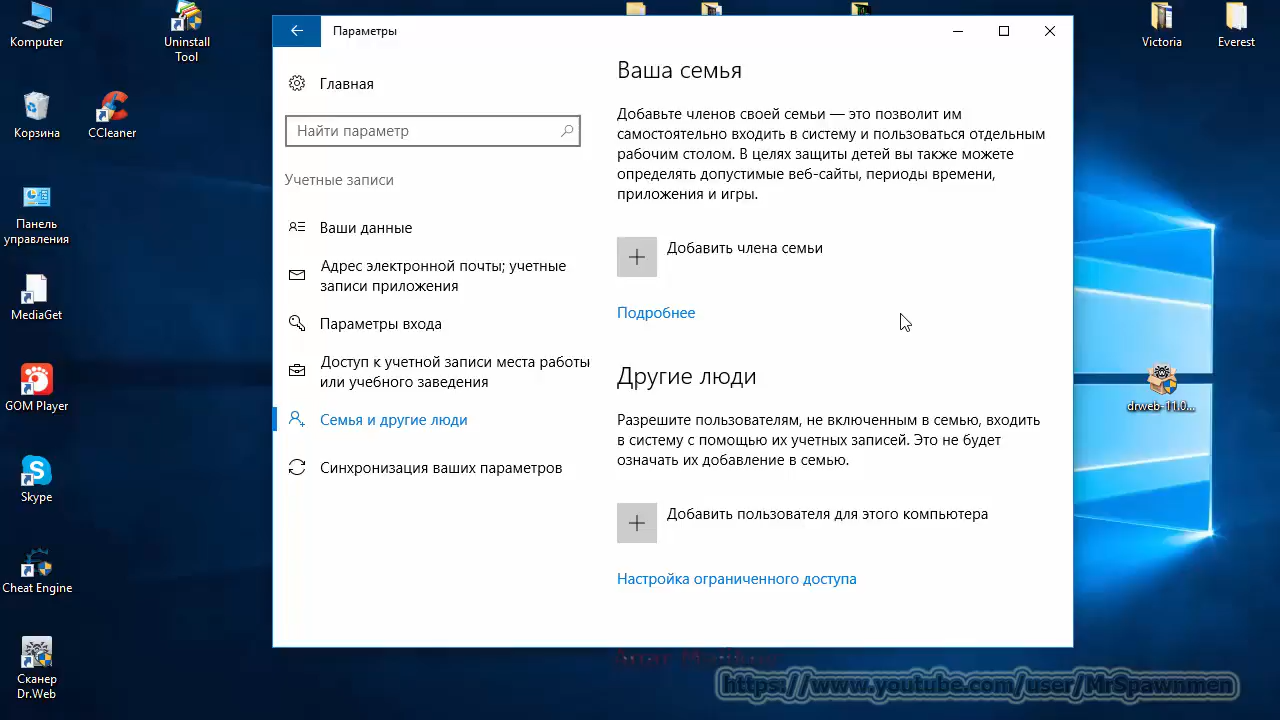 Komputer
Uninstall
Tool
Корзина
CCleaner
Панель
управления
MediaGet
GOM Player
Skype
Cheat Engine
Сканер
Dr.Web
Параметры
Главная
Найти параметр
Учетные записи
Ваши данные
Адрес электронной почты; учетные
записи приложения
Параметры входа
Доступ к учетной записи места работы
или учебного заведения
Семья и другие люди
Синхронизация ваших параметров
Ваша семья
Добавьте членов своей семьи — это позволит им
самостоятельно входить в систему и пользоваться отдельным
рабочим столом. В целях защиты детей вы также можете
определять допустимые веб-сайты, периоды времени,
приложения и игры.
Добавить члена семьи
Подробнее
Другие люди
Разрешите пользователям, не включенным в семью, входить
в систему с помощью их учетных записей. Это не будет
означать их добавление в семью.
Добавить пользователя для этого компьютера
Настройка ограниченного доступа
Victoria
Everest
drweb-11.0...
https://www.youtube.com/user/MrSpawnmen